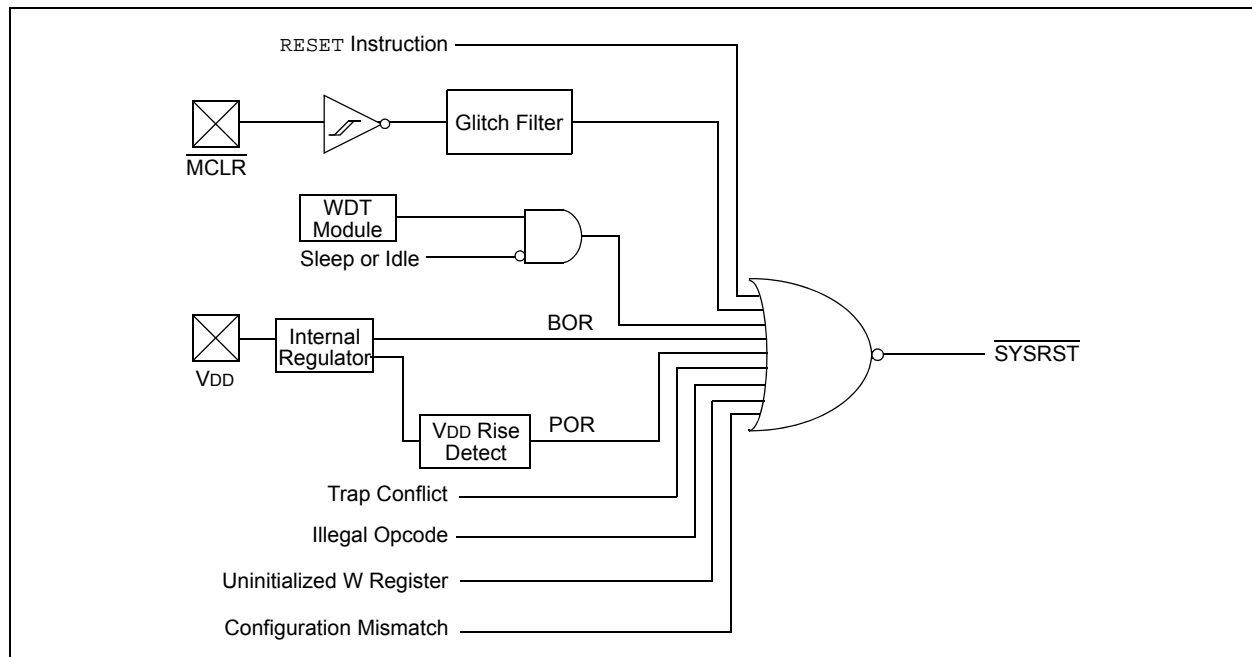 RESET Instruction
MCLR
Glitch Filter
WDT
Module
Sleep or Idle
VDD
Internal
Regulator
BOR
VDD Rise
Detect
POR
SYSRST
Trap Conflict
Illegal Opcode
Uninitialized W Register
Configuration Mismatch